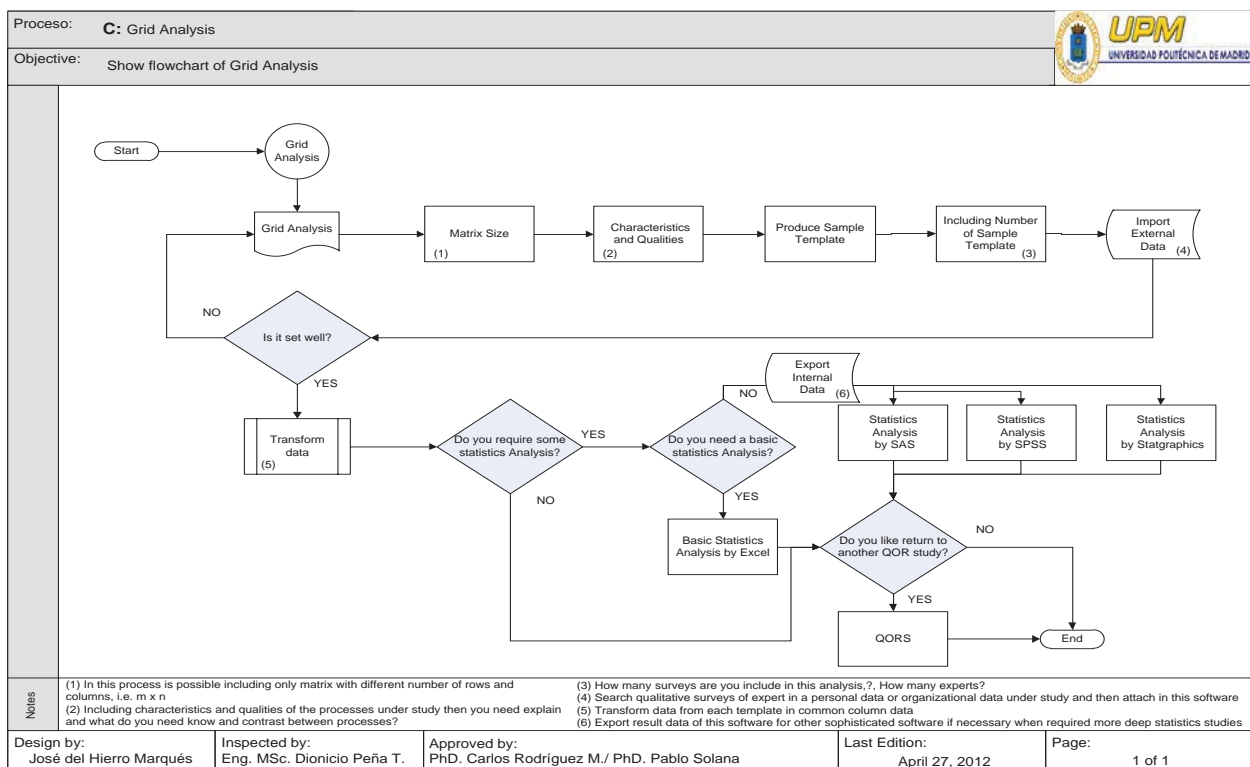 Proceso: C: Grid Analysis
UPM
UNIVERSIDAD POLITÉCNICA DE MADRID
Objective: Show flowchart of Grid Analysis
Start
Grid
Analysis
Grid Analysis
Matrix Size
(1)
Characteristics
and Qualities
(2)
Produce Sample
Template
Including Number
of Sample
Template
(3)
Import
External
Data
(4)
NO
Is it set well?
YES
Transform
data
(5)
Do you require some
statistics Analysis?
YES
NO
Do you need a basic
statistics Analysis?
NO
YES
Export
Internal
Data
(6)
Statistics
Analysis
by SAS
Statistics
Analysis
by SPSS
Statistics
Analysis
by Statgraphics
Basic Statistics
Analysis by Excel
Do you like return to
another QOR study?
NO
YES
QORS
End
Notes
(1) In this process is possible including only matrix with different number of rows and
columns, i.e. m x n
(2) Including characteristics and qualities of the processes under study then you need explain
and what do you need know and contrast between processes?
(3) How many surveys are you include in this analysis,?, How many experts?
(4) Search qualitative surveys of expert in a personal data or organizational data under study and then attach in this software
(5) Transform data from each template in common column data
(6) Export result data of this software for other sophisticated software if necessary when required more deep statistics studies
Design by:
José del Hierro Marqués
Inspected by:
Eng. MSc. Dionicio Peña T.
Approved by:
PhD. Carlos Rodríguez M./ PhD. Pablo Solana
Last Edition:
April 27, 2012
Page:
1 of 1